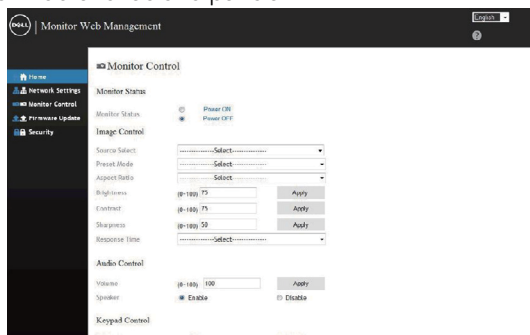 English
DELL | Monitor Web Management
Home
Network Settings
Monitor Control
Firmware Update
Security
Monitor Control
Monitor Status
Monitor Status Power ON
Power OFF
Image Control
Source Select ---------------Select---------------
Preset Mode ---------------Select---------------
Aspect Ratio ---------------Select---------------
Brightness (0~100) 75 Apply
Contrast (0~100) 75 Apply
Sharpness (0~100) 50 Apply
Response Time ---------------Select---------------
Audio Control
Volume (0~100) 100 Apply
Speaker Enable Disable
Keypad Control